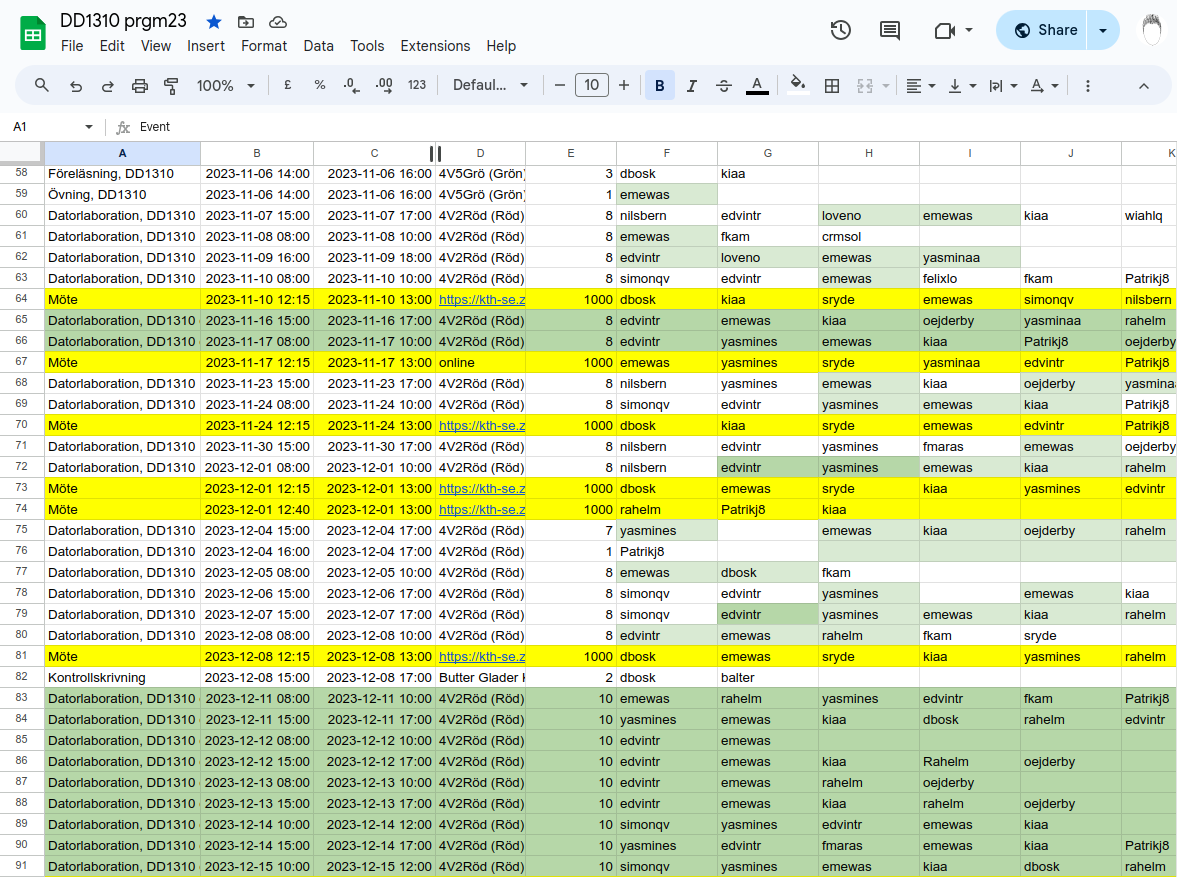 DD1310 prgm23
File Edit View Insert Format Data Tools Extensions Help
Share
100% £ % .0 .00 123 Defaul... 10 B I A A
A1 fx Event
A B C D E F G H I J K
58 Föreläsning, DD1310 2023-11-06 14:00 2023-11-06 16:00 4V5Grö (Grön) 3 dbosk kiaa
59 Övning, DD1310 2023-11-06 14:00 2023-11-06 16:00 4V5Grö (Grön) 1 emewas
60 Datorlaboration, DD1310 2023-11-07 15:00 2023-11-07 17:00 4V2Röd (Röd) 8 nilsbern edvintr loveno emewas kiaa wiahlq
61 Datorlaboration, DD1310 2023-11-08 08:00 2023-11-08 10:00 4V2Röd (Röd) 8 emewas fkam crmsol
62 Datorlaboration, DD1310 2023-11-09 16:00 2023-11-09 18:00 4V2Röd (Röd) 8 edvintr loveno emewas yasminaa
63 Datorlaboration, DD1310 2023-11-10 08:00 2023-11-10 10:00 4V2Röd (Röd) 8 simonqv edvintr emewas felixlo fkam Patrikj8
64 Möte 2023-11-10 12:15 2023-11-10 13:00 https://kth-se.z 1000 dbosk kiaa sryde emewas simonqv nilsbern
65 Datorlaboration, DD1310 2023-11-16 15:00 2023-11-16 17:00 4V2Röd (Röd) 8 edvintr emewas kiaa oejderby yasminaa rahelm
66 Datorlaboration, DD1310 2023-11-17 08:00 2023-11-17 10:00 4V2Röd (Röd) 8 edvintr yasmines emewas kiaa Patrikj8 oejderby
67 Möte 2023-11-17 12:15 2023-11-17 13:00 online 1000 emewas yasmines sryde yasminaa edvintr Patrikj8
68 Datorlaboration, DD1310 2023-11-23 15:00 2023-11-23 17:00 4V2Röd (Röd) 8 nilsbern yasmines emewas kiaa oejderby yasmina
69 Datorlaboration, DD1310 2023-11-24 08:00 2023-11-24 10:00 4V2Röd (Röd) 8 simonqv edvintr yasmines emewas kiaa Patrikj8
70 Möte 2023-11-24 12:15 2023-11-24 13:00 https://kth-se.z 1000 dbosk kiaa sryde emewas edvintr Patrikj8
71 Datorlaboration, DD1310 2023-11-30 15:00 2023-11-30 17:00 4V2Röd (Röd) 8 nilsbern edvintr yasmines fmaras emewas oejderby
72 Datorlaboration, DD1310 2023-12-01 08:00 2023-12-01 10:00 4V2Röd (Röd) 8 nilsbern edvintr yasmines emewas kiaa rahelm
73 Möte 2023-12-01 12:15 2023-12-01 13:00 https://kth-se.z 1000 dbosk emewas sryde kiaa yasmines edvintr
74 Möte 2023-12-01 12:40 2023-12-01 13:00 https://kth-se.z 1000 rahelm Patrikj8 kiaa
75 Datorlaboration, DD1310 2023-12-04 15:00 2023-12-04 17:00 4V2Röd (Röd) 7 yasmines emewas kiaa oejderby rahelm
76 Datorlaboration, DD1310 2023-12-04 16:00 2023-12-04 17:00 4V2Röd (Röd) 1 Patrikj8
77 Datorlaboration, DD1310 2023-12-05 08:00 2023-12-05 10:00 4V2Röd (Röd) 8 emewas dbosk fkam
78 Datorlaboration, DD1310 2023-12-06 15:00 2023-12-06 17:00 4V2Röd (Röd) 8 simonqv edvintr yasmines emewas kiaa
79 Datorlaboration, DD1310 2023-12-07 15:00 2023-12-07 17:00 4V2Röd (Röd) 8 simonqv edvintr yasmines emewas kiaa rahelm
80 Datorlaboration, DD1310 2023-12-08 08:00 2023-12-08 10:00 4V2Röd (Röd) 8 edvintr emewas rahelm fkam sryde
81 Möte 2023-12-08 12:15 2023-12-08 13:00 https://kth-se.z 1000 dbosk emewas sryde kiaa yasmines rahelm
82 Kontrollskrivning 2023-12-08 15:00 2023-12-08 17:00 Butter Glader 2 dbosk balter
83 Datorlaboration, DD1310 2023-12-11 08:00 2023-12-11 10:00 4V2Röd (Röd) 10 emewas rahelm yasmines edvintr fkam Patrikj8
84 Datorlaboration, DD1310 2023-12-11 15:00 2023-12-11 17:00 4V2Röd (Röd) 10 yasmines emewas kiaa dbosk rahelm edvintr
85 Datorlaboration, DD1310 2023-12-12 08:00 2023-12-12 10:00 4V2Röd (Röd) 10 edvintr emewas
86 Datorlaboration, DD1310 2023-12-12 15:00 2023-12-12 17:00 4V2Röd (Röd) 10 edvintr emewas kiaa Rahelm oejderby
87 Datorlaboration, DD1310 2023-12-13 08:00 2023-12-13 10:00 4V2Röd (Röd) 10 edvintr emewas rahelm oejderby
88 Datorlaboration, DD1310 2023-12-13 15:00 2023-12-13 17:00 4V2Röd (Röd) 10 edvintr emewas kiaa rahelm oejderby
89 Datorlaboration, DD1310 2023-12-14 10:00 2023-12-14 12:00 4V2Röd (Röd) 10 simonqv yasmines edvintr emewas kiaa
90 Datorlaboration, DD1310 2023-12-14 15:00 2023-12-14 17:00 4V2Röd (Röd) 10 yasmines edvintr fmaras emewas kiaa Patrikj8
91 Datorlaboration, DD1310 2023-12-15 10:00 2023-12-15 12:00 4V2Röd (Röd) 10 simonqv yasmines emewas kiaa dbosk rahelm